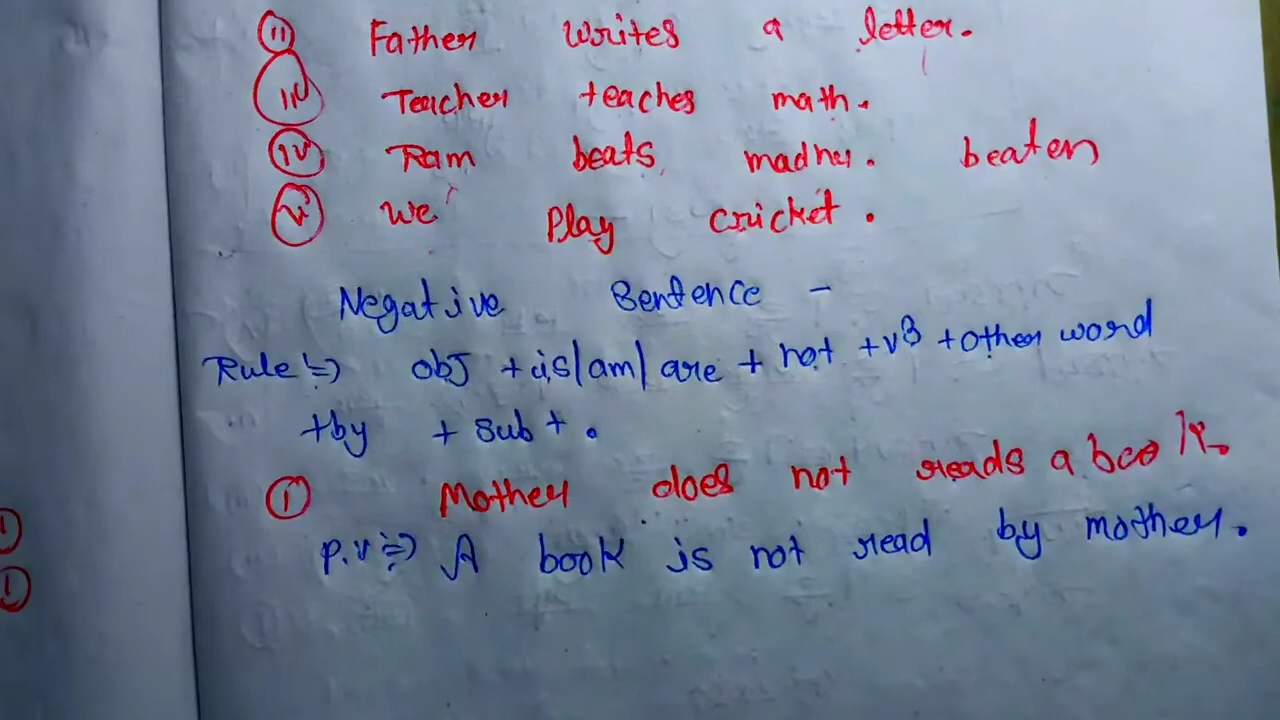 (ii) Father writes a letter.
(iii) Teacher teaches math.
(iv) Ram beats madhu. beaten
(v) We Play cricket.
Negative Sentence -
Rule :=> obj + is/am/are + not + v3 + other word
+by + sub + .
(i) Mother does not reads a book.
P.V :=> A book is not read by mother.